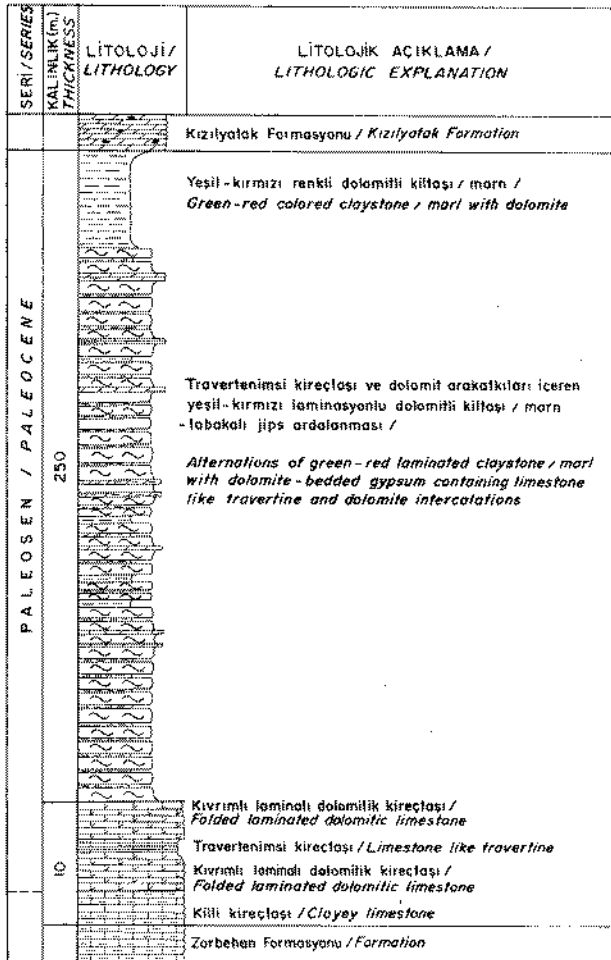 SERİ / SERIES
KALINLIK (m.)
THICKNESS
LİTOLOJİ /
LITHOLOGY
LİTOLOJİK AÇIKLAMA /
LITHOLOGIC EXPLANATION
Kızılyatak Formasyonu / Kızılyatak Formation
Yeşil-kırmızı renkli dolomitli kiltaşı / marn /
Green-red colored claystone / marl with dolomite
PALEOSEN / PALEOCENE
250
Travertenimsi kireçtaşı ve dolomit arakatkıları içeren
yeşil-kırmızı laminasyonlu dolomitli kiltaşı / marn
-tabakalı jips ardalanması /
Alternations of green-red laminated claystone / marl
with dolomite-bedded gypsum containing limestone
like travertine and dolomite intercalations
10
Kıvrımlı laminalı dolomitik kireçtaşı /
Folded laminated dolomitic limestone
Travertenimsi kireçtaşı / Limestone like travertine
Kıvrımlı laminalı dolomitik kireçtaşı /
Folded laminated dolomitic limestone
Killi kireçtaşı / Clayey limestone
Zorbehan Formasyonu / Formation